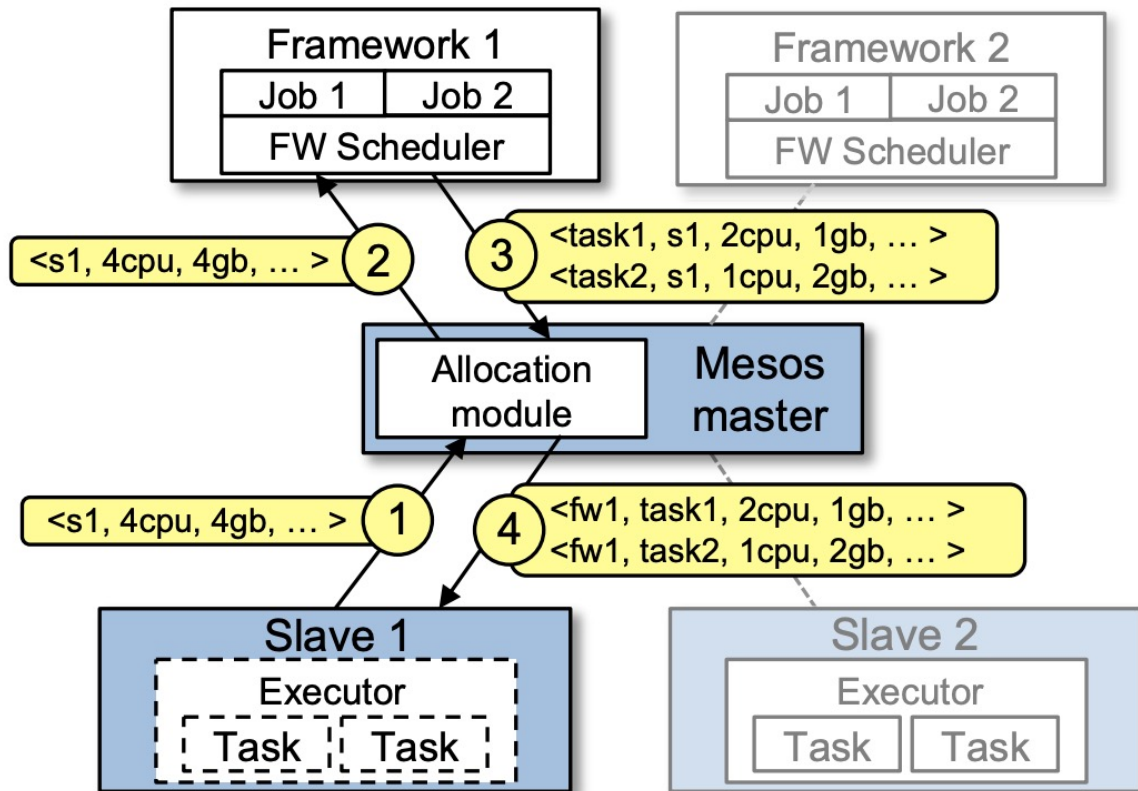 Framework 1
Job 1
Job 2
FW Scheduler
Framework 2
Job 1
Job 2
FW Scheduler
<s1, 4cpu, 4gb, … >
2
3
<task1, s1, 2cpu, 1gb, … >
<task2, s1, 1cpu, 2gb, … >
Allocation
module
Mesos
master
<s1, 4cpu, 4gb, … >
1
4
<fw1, task1, 2cpu, 1gb, … >
<fw1, task2, 1cpu, 2gb, … >
Slave 1
Executor
Task
Task
Slave 2
Executor
Task
Task